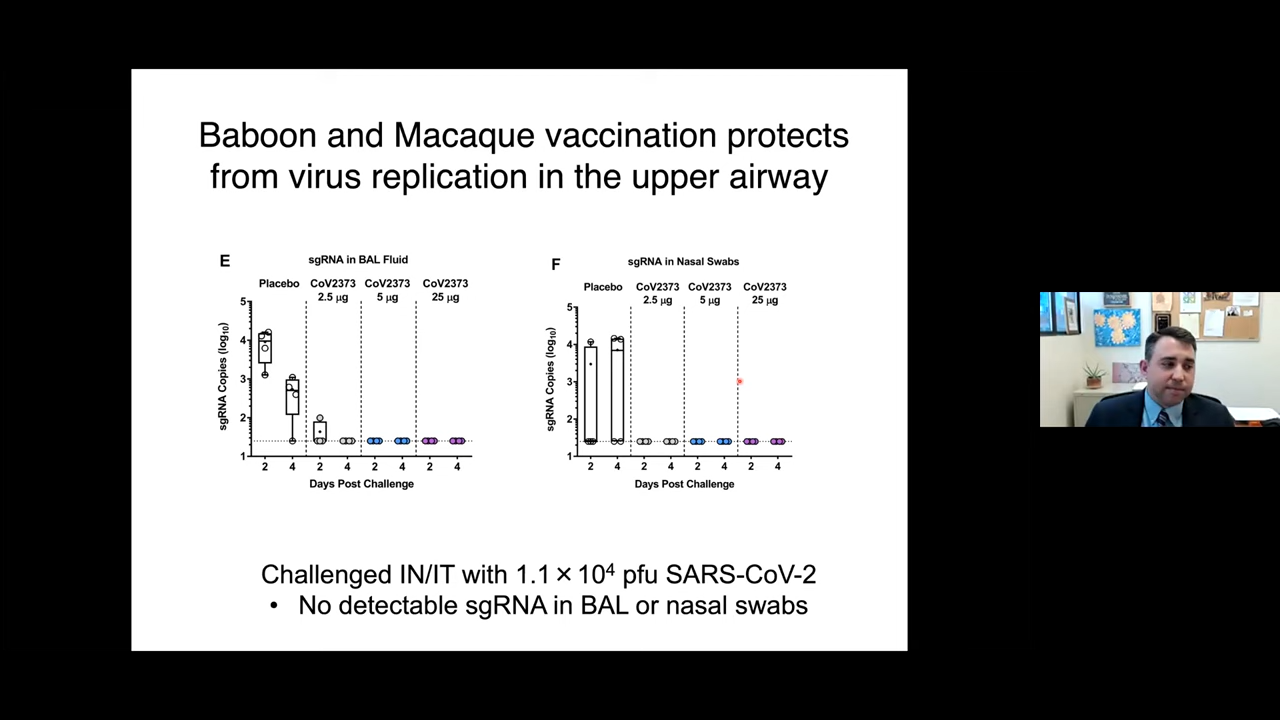 Baboon and Macaque vaccination protects
from virus replication in the upper airway
E
sgRNA in BAL Fluid
Placebo CoV2373 CoV2373 CoV2373
2.5 µg 5 µg 25 µg
sgRNA Copies (log10)
5
4
3
2
1
2 4 2 4 2 4 2 4
Days Post Challenge
F
sgRNA in Nasal Swabs
Placebo CoV2373 CoV2373 CoV2373
2.5 µg 5 µg 25 µg
sgRNA Copies (log10)
5
4
3
2
1
2 4 2 4 2 4 2 4
Days Post Challenge
Challenged IN/IT with 1.1 × 10⁴ pfu SARS-CoV-2
• No detectable sgRNA in BAL or nasal swabs